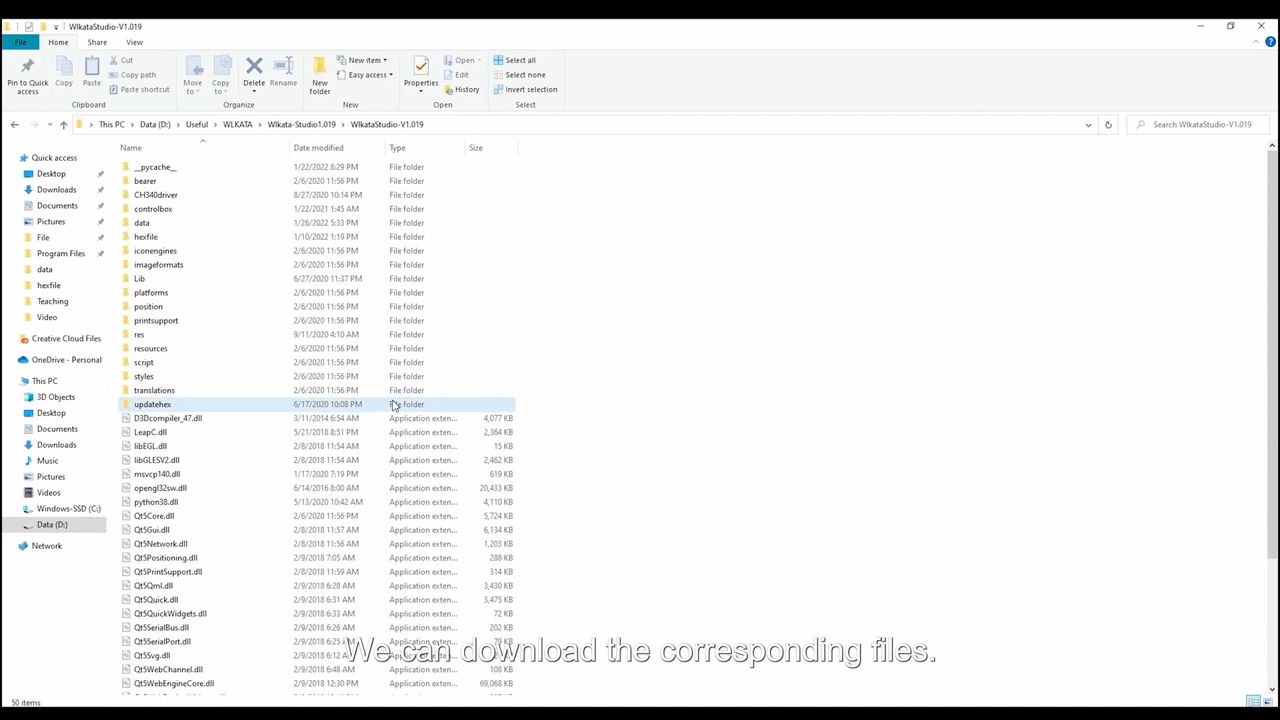 WlkataStudio-V1.019
File Home Share View
Pin to Quick access
Copy
Paste
Cut
Copy path
Paste shortcut
Move to
Copy to
Delete
Rename
New folder
New item
Easy access
Properties
Open
Edit
History
Select all
Select none
Invert selection
Clipboard Organize New Open Select
This PC > Data (D:) > Useful > WLKATA > Wlkata-Studio1.019 > WlkataStudio-V1.019
Search WlkataStudio-V1.019
Quick access
Desktop
Downloads
Documents
Pictures
File
Program Files
data
hexfile
Teaching
Video
Creative Cloud Files
OneDrive - Personal
This PC
3D Objects
Desktop
Documents
Downloads
Music
Pictures
Videos
Windows-SSD (C:)
Data (D:)
Network
Name Date modified Type Size
__pycache__ 1/22/2022 8:29 PM File folder
bearer 2/6/2020 11:56 PM File folder
CH340driver 8/27/2020 10:14 PM File folder
controlbox 1/22/2021 1:45 AM File folder
data 1/26/2022 5:33 PM File folder
hexfile 1/10/2022 1:19 PM File folder
iconengines 2/6/2020 11:56 PM File folder
imageformats 2/6/2020 11:56 PM File folder
Lib 6/27/2020 11:37 PM File folder
platforms 2/6/2020 11:56 PM File folder
position 2/6/2020 11:56 PM File folder
printsupport 2/6/2020 11:56 PM File folder
res 9/11/2020 4:10 AM File folder
resources 2/6/2020 11:56 PM File folder
script 2/6/2020 11:56 PM File folder
styles 2/6/2020 11:56 PM File folder
translations 2/6/2020 11:56 PM File folder
updatehex 6/17/2020 10:08 PM File folder
D3Dcompiler_47.dll 3/11/2014 6:54 AM Application exten... 4,077 KB
LeapC.dll 5/21/2018 8:51 PM Application exten... 2,364 KB
libEGL.dll 2/8/2018 11:54 AM Application exten... 15 KB
libGLESV2.dll 2/8/2018 11:54 AM Application exten... 2,462 KB
msvcp140.dll 1/17/2020 7:19 PM Application exten... 619 KB
opengl32sw.dll 6/14/2016 8:00 AM Application exten... 20,433 KB
python38.dll 5/13/2020 10:42 AM Application exten... 4,110 KB
Qt5Core.dll 2/6/2020 11:56 PM Application exten... 5,724 KB
Qt5Gui.dll 2/8/2018 11:57 AM Application exten... 6,134 KB
Qt5Network.dll 2/8/2018 11:56 AM Application exten... 1,203 KB
Qt5Positioning.dll 2/9/2018 7:05 AM Application exten... 288 KB
Qt5PrintSupport.dll 2/8/2018 11:59 AM Application exten... 314 KB
Qt5Qml.dll 2/9/2018 6:28 AM Application exten... 3,430 KB
Qt5Quick.dll 2/9/2018 6:31 AM Application exten... 3,475 KB
Qt5QuickWidgets.dll 2/9/2018 6:33 AM Application exten... 72 KB
Qt5SerialBus.dll 2/9/2018 6:26 AM Application exten... 202 KB
Qt5SerialPort.dll 2/9/2018 6:25 AM Application exten... 79 KB
Qt5Svg.dll 2/9/2018 6:12
We can download the corresponding files.
Qt5WebChannel.dll 2/9/2018 6:48 AM Application exten... 108 KB
Qt5WebEngineCore.dll 2/9/2018 12:30 PM Application exten... 69,068 KB
50 items